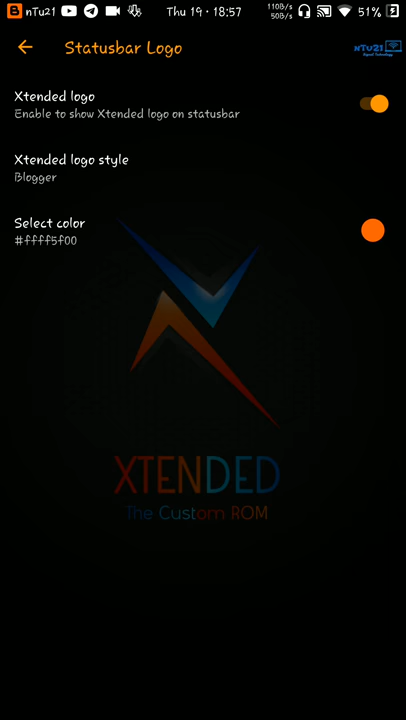 nTu21 Thu 19 · 18:57 110B/s 51%
50B/s
Statusbar Logo
nTU21
Xtended logo
Enable to show Xtended logo on statusbar
Xtended logo style
Blogger
Select color
#ffff5f00
XTENDED
The Custom ROM